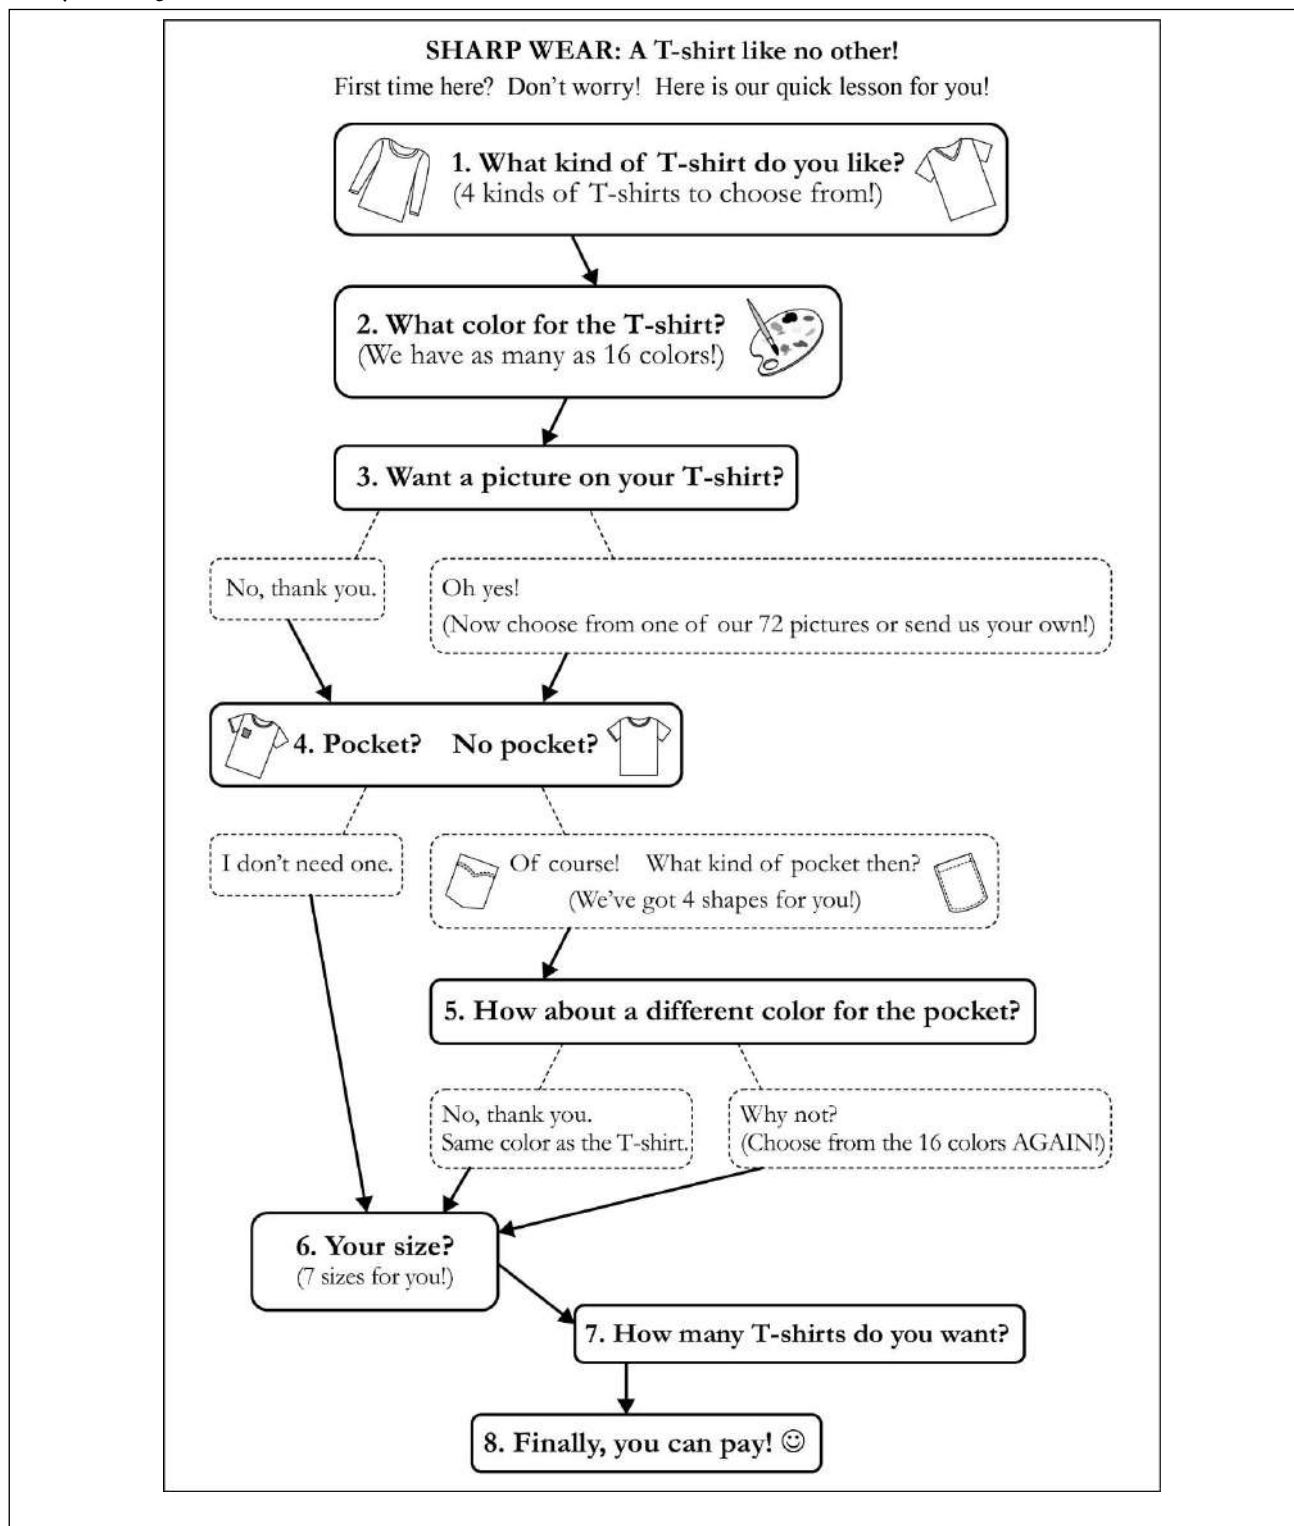 SHARP WEAR: A T-shirt like no other!
First time here? Don't worry! Here is our quick lesson for you!
1. What kind of T-shirt do you like?
(4 kinds of T-shirts to choose from!)
2. What color for the T-shirt?
(We have as many as 16 colors!)
3. Want a picture on your T-shirt?
No, thank you.
Oh yes!
(Now choose from one of our 72 pictures or send us your own!)
4. Pocket? No pocket?
I don't need one.
Of course! What kind of pocket then?
(We've got 4 shapes for you!)
5. How about a different color for the pocket?
No, thank you.
Same color as the T-shirt.
Why not?
(Choose from the 16 colors AGAIN!)
6. Your size?
(7 sizes for you!)
7. How many T-shirts do you want?
8. Finally, you can pay! ☺